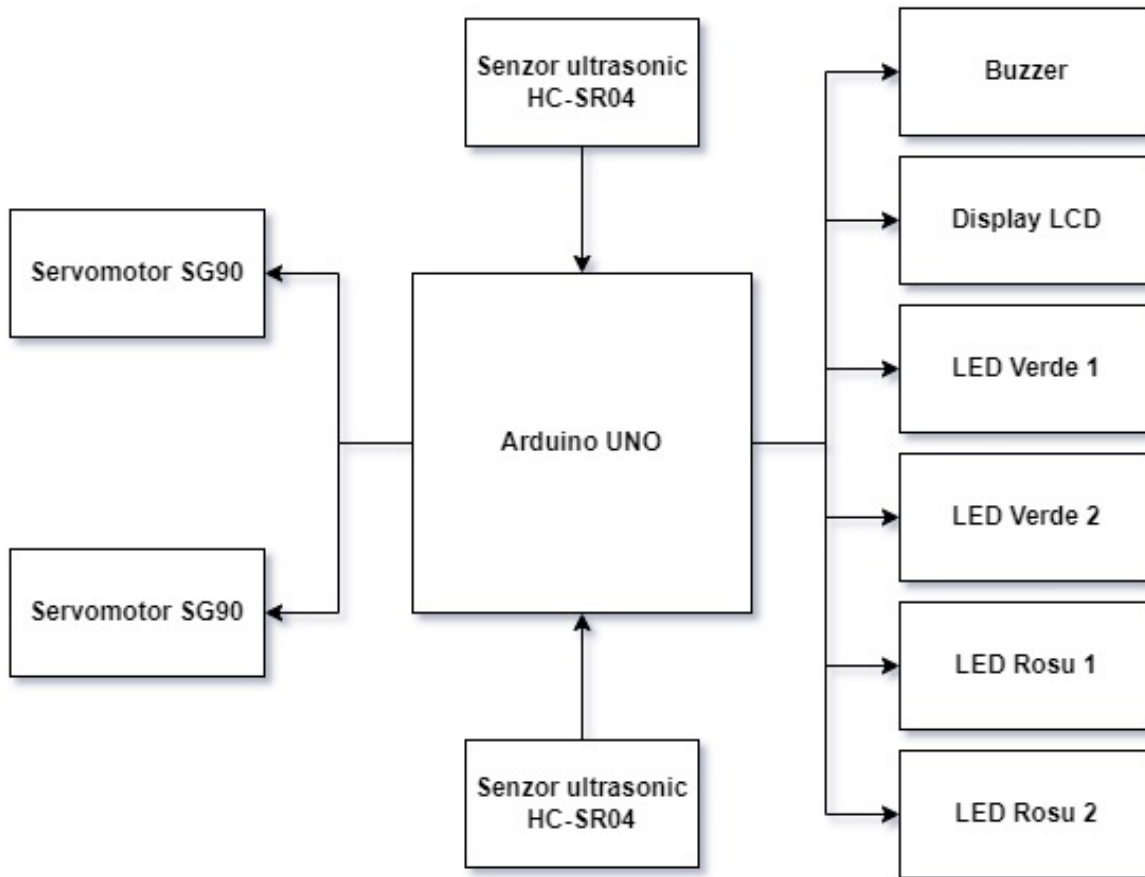 Senzor ultrasonic
HC-SR04
Buzzer
Display LCD
Servomotor SG90
LED Verde 1
Arduino UNO
LED Verde 2
Servomotor SG90
LED Rosu 1
Senzor ultrasonic
HC-SR04
LED Rosu 2